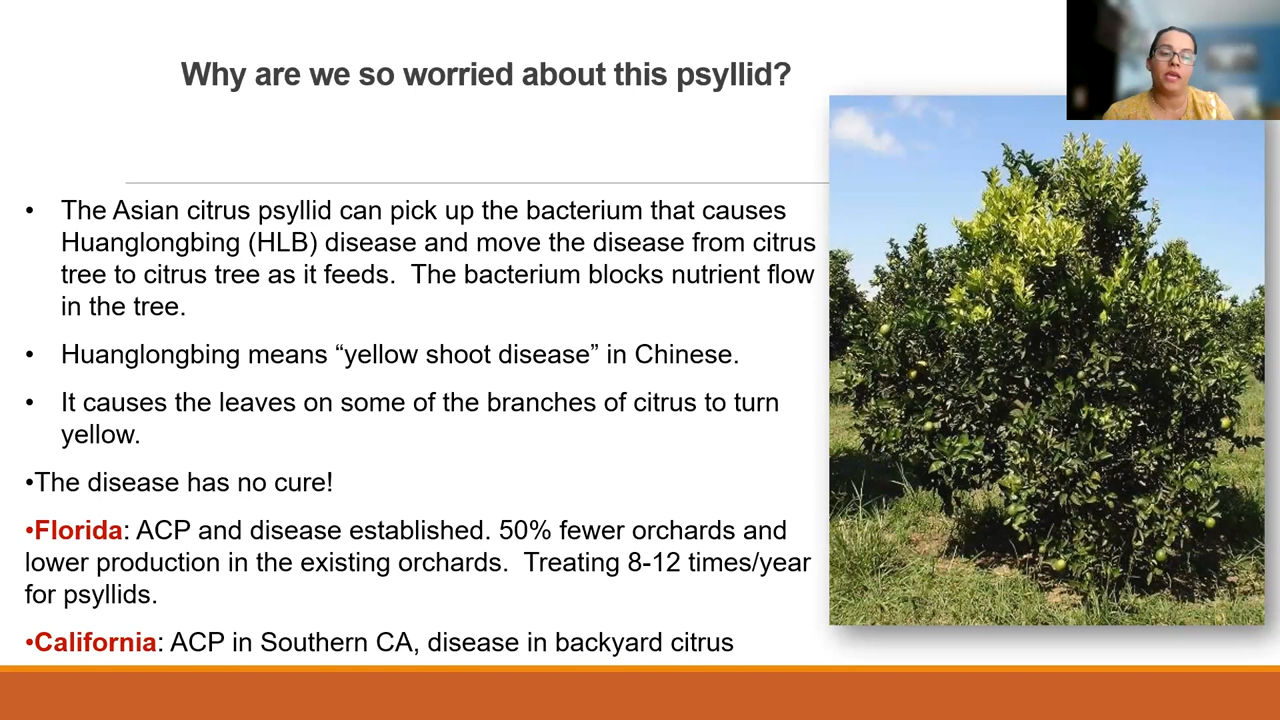 Why are we so worried about this psyllid?
• The Asian citrus psyllid can pick up the bacterium that causes
Huanglongbing (HLB) disease and move the disease from citrus
tree to citrus tree as it feeds.  The bacterium blocks nutrient flow
in the tree.
• Huanglongbing means “yellow shoot disease” in Chinese.
• It causes the leaves on some of the branches of citrus to turn
yellow.
•The disease has no cure!
•Florida: ACP and disease established. 50% fewer orchards and
lower production in the existing orchards.  Treating 8-12 times/year
for psyllids.
•California: ACP in Southern CA, disease in backyard citrus